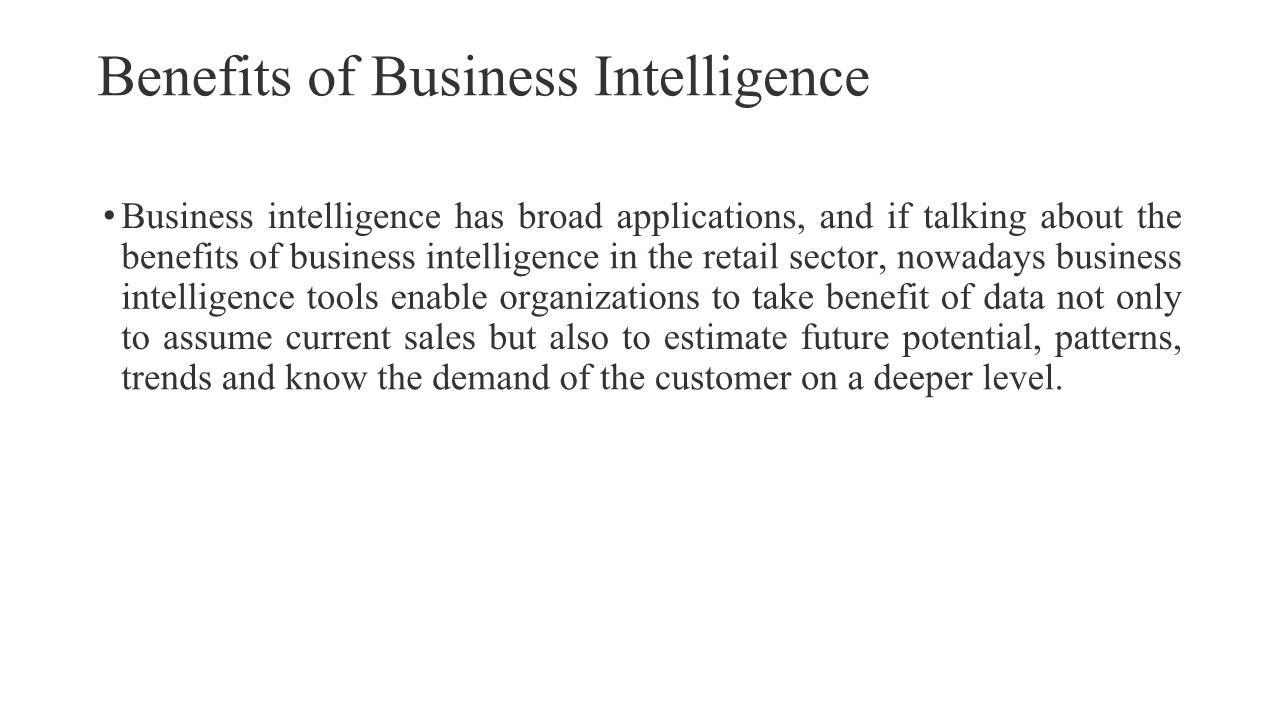 Benefits of Business Intelligence
• Business intelligence has broad applications, and if talking about the
benefits of business intelligence in the retail sector, nowadays business
intelligence tools enable organizations to take benefit of data not only
to assume current sales but also to estimate future potential, patterns,
trends and know the demand of the customer on a deeper level.